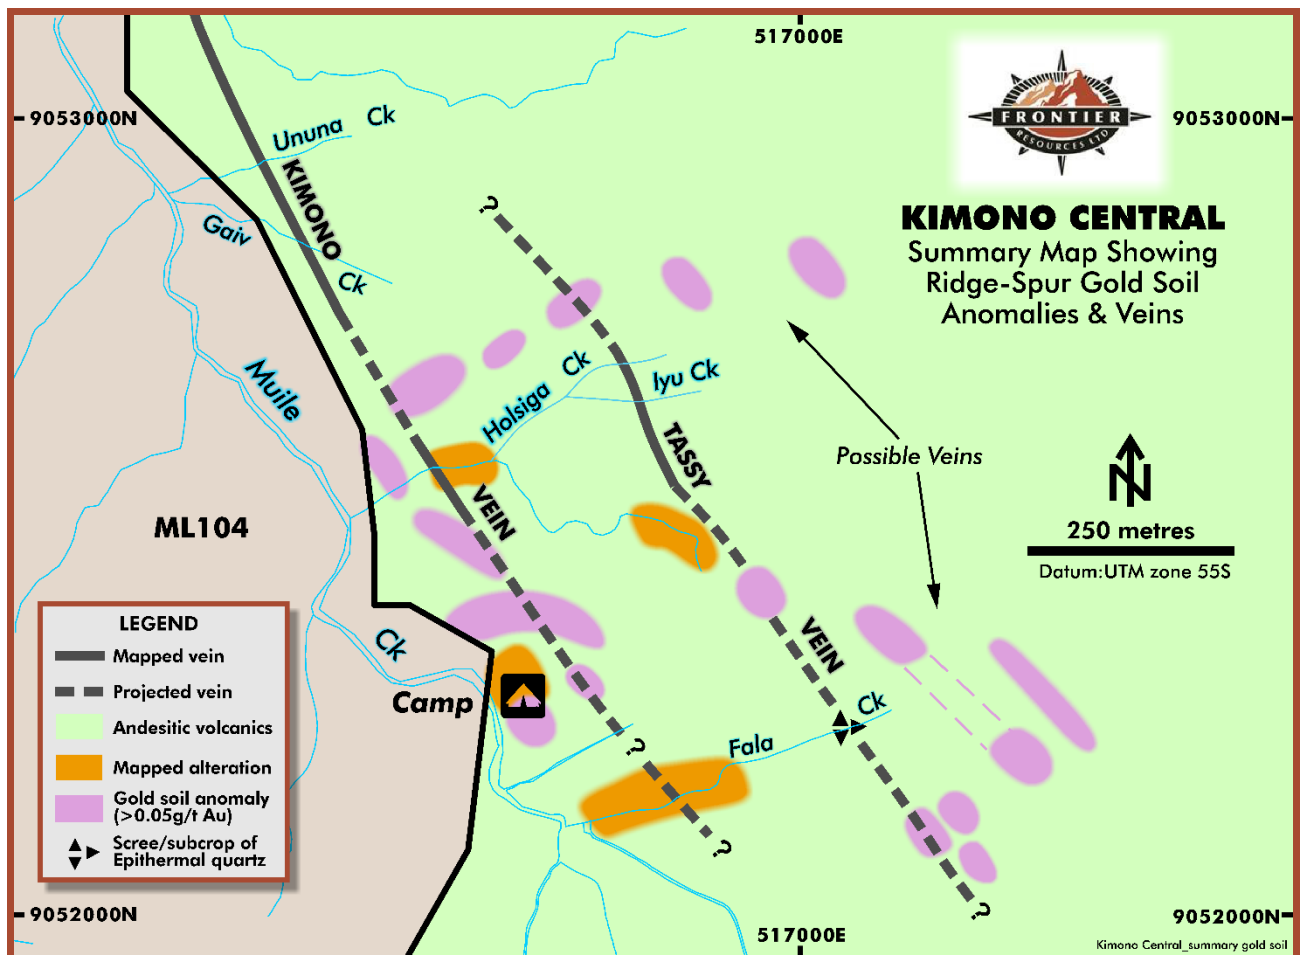 517000E
9053000N
9053000N
FRONTIER
RESOURCES LTD
KIMONO CENTRAL
Summary Map Showing
Ridge-Spur Gold Soil
Anomalies & Veins
Ununa Ck
KIMONO
Gaiv
Ck
?
Holsiga Ck
Iyu Ck
Muile
TASSY
Possible Veins
VEIN
ML104
250 metres
Datum:UTM zone 55S
VEIN
Ck
Camp
Ck
Fala
?
?
?
LEGEND
Mapped vein
Projected vein
Andesitic volcanics
Mapped alteration
Gold soil anomaly
(>0.05g/t Au)
Scree/subcrop of
Epithermal quartz
9052000N
9052000N
517000E
Kimono Central_summary gold soil
N